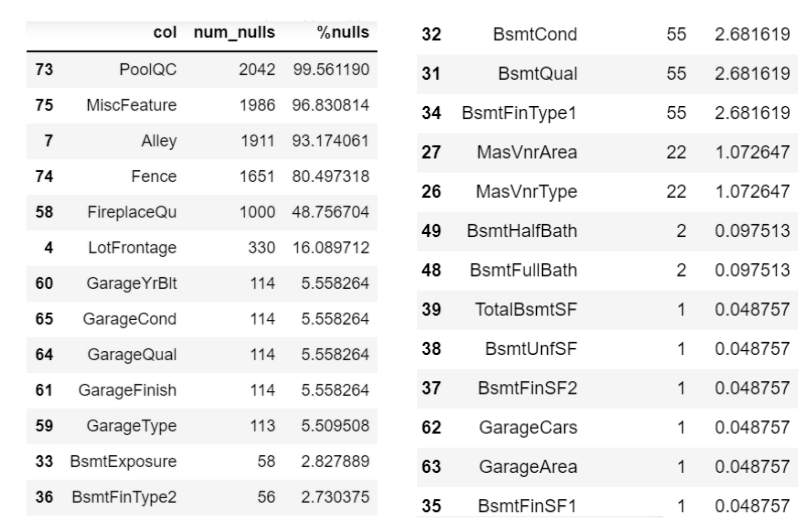 col num_nulls %nulls
73 PoolQC 2042 99.561190
75 MiscFeature 1986 96.830814
7 Alley 1911 93.174061
74 Fence 1651 80.497318
58 FireplaceQu 1000 48.756704
4 LotFrontage 330 16.089712
60 GarageYrBlt 114 5.558264
65 GarageCond 114 5.558264
64 GarageQual 114 5.558264
61 GarageFinish 114 5.558264
59 GarageType 113 5.509508
33 BsmtExposure 58 2.827889
36 BsmtFinType2 56 2.730375
32 BsmtCond 55 2.681619
31 BsmtQual 55 2.681619
34 BsmtFinType1 55 2.681619
27 MasVnrArea 22 1.072647
26 MasVnrType 22 1.072647
49 BsmtHalfBath 2 0.097513
48 BsmtFullBath 2 0.097513
39 TotalBsmtSF 1 0.048757
38 BsmtUnfSF 1 0.048757
37 BsmtFinSF2 1 0.048757
62 GarageCars 1 0.048757
63 GarageArea 1 0.048757
35 BsmtFinSF1 1 0.048757